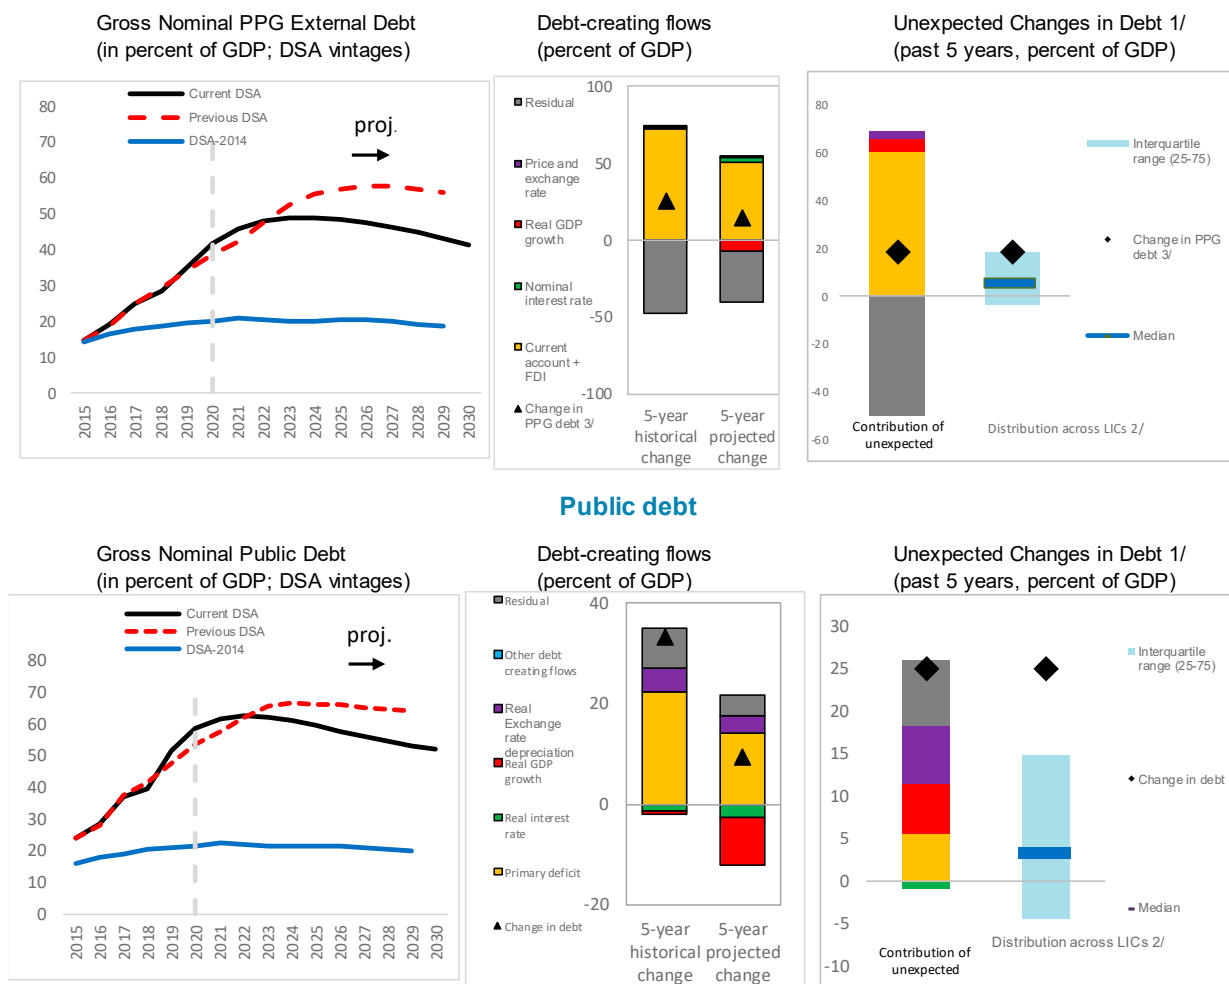 Gross Nominal PPG External Debt
(in percent of GDP; DSA vintages)
Current DSA
Previous DSA
DSA-2014
proj.
80
70
60
50
40
30
20
10
0
2015
2016
2017
2018
2019
2020
2021
2022
2023
2024
2025
2026
2027
2028
2029
2030
Debt-creating flows
(percent of GDP)
Residual
Price and
exchange
rate
Real GDP
growth
Nominal
interest rate
Current
account +
FDI
Change in
PPG debt 3/
100
50
0
-50
-100
5-year
historical
change
5-year
projected
change
Unexpected Changes in Debt 1/
(past 5 years, percent of GDP)
80
60
40
20
0
-20
-40
-60
Interquartile
range (25-75)
Change in PPG
debt 3/
Median
Contribution of
unexpected
Distribution across LICs 2/
Public debt
Gross Nominal Public Debt
(in percent of GDP; DSA vintages)
Current DSA
Previous DSA
DSA-2014
proj.
80
70
60
50
40
30
20
10
0
2015
2016
2017
2018
2019
2020
2021
2022
2023
2024
2025
2026
2027
2028
2029
2030
Debt-creating flows
(percent of GDP)
Residual
Other debt
creating flows
Real
Exchange
rate
depreciation
Real GDP
growth
Real interest
rate
Primary deficit
Change in debt
40
20
0
-20
5-year
historical
change
5-year
projected
change
Unexpected Changes in Debt 1/
(past 5 years, percent of GDP)
30
25
20
15
10
5
0
-5
-10
Interquartile
range (25-75)
Change in debt
Median
Contribution of
unexpected
Distribution across LICs 2/